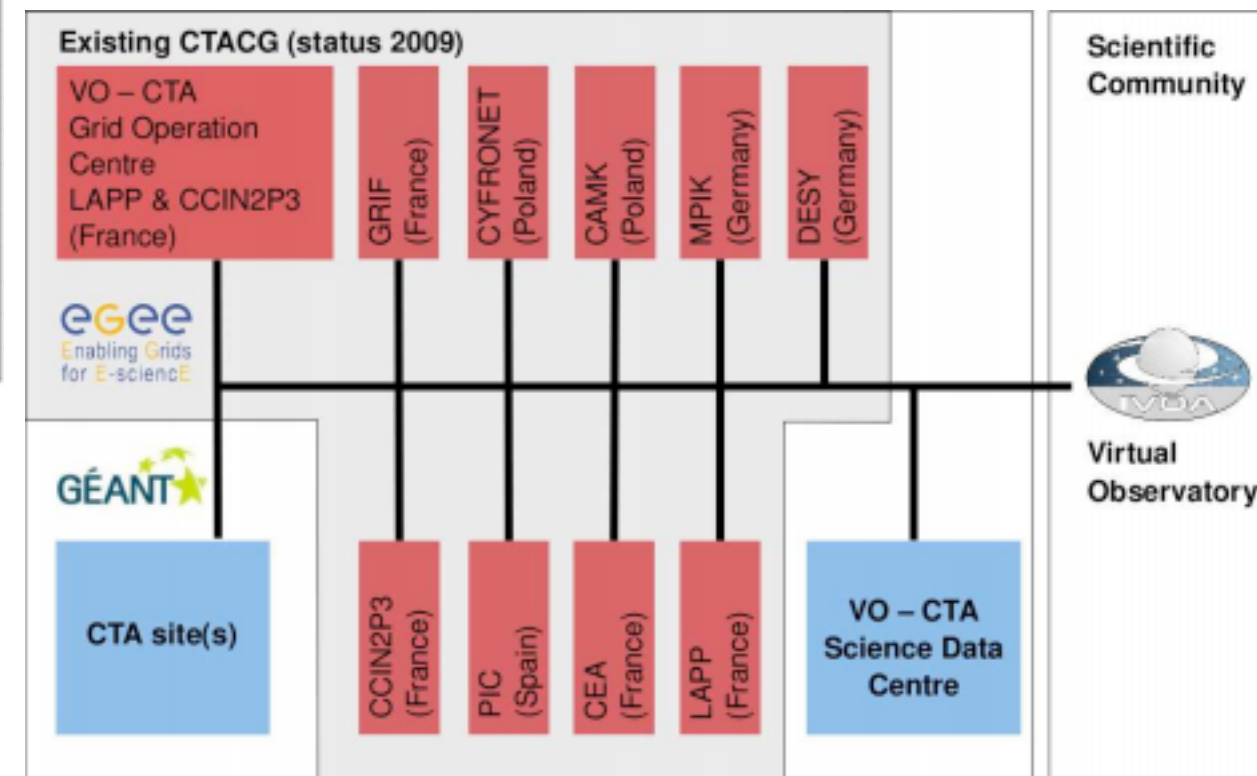 Existing CTACG (status 2009)
VO – CTA
Grid Operation
Centre
LAPP & CCIN2P3
(France)
GRIF
(France)
CYFRONET
(Poland)
CAMK
(Poland)
MPIK
(Germany)
DESY
(Germany)
Scientific
Community
eGee
Enabling Grids
for E-sciencE
IVOA
GÉANT
Virtual
Observatory
CTA site(s)
CCIN2P3
(France)
PIC
(Spain)
CEA
(France)
LAPP
(France)
VO – CTA
Science Data
Centre